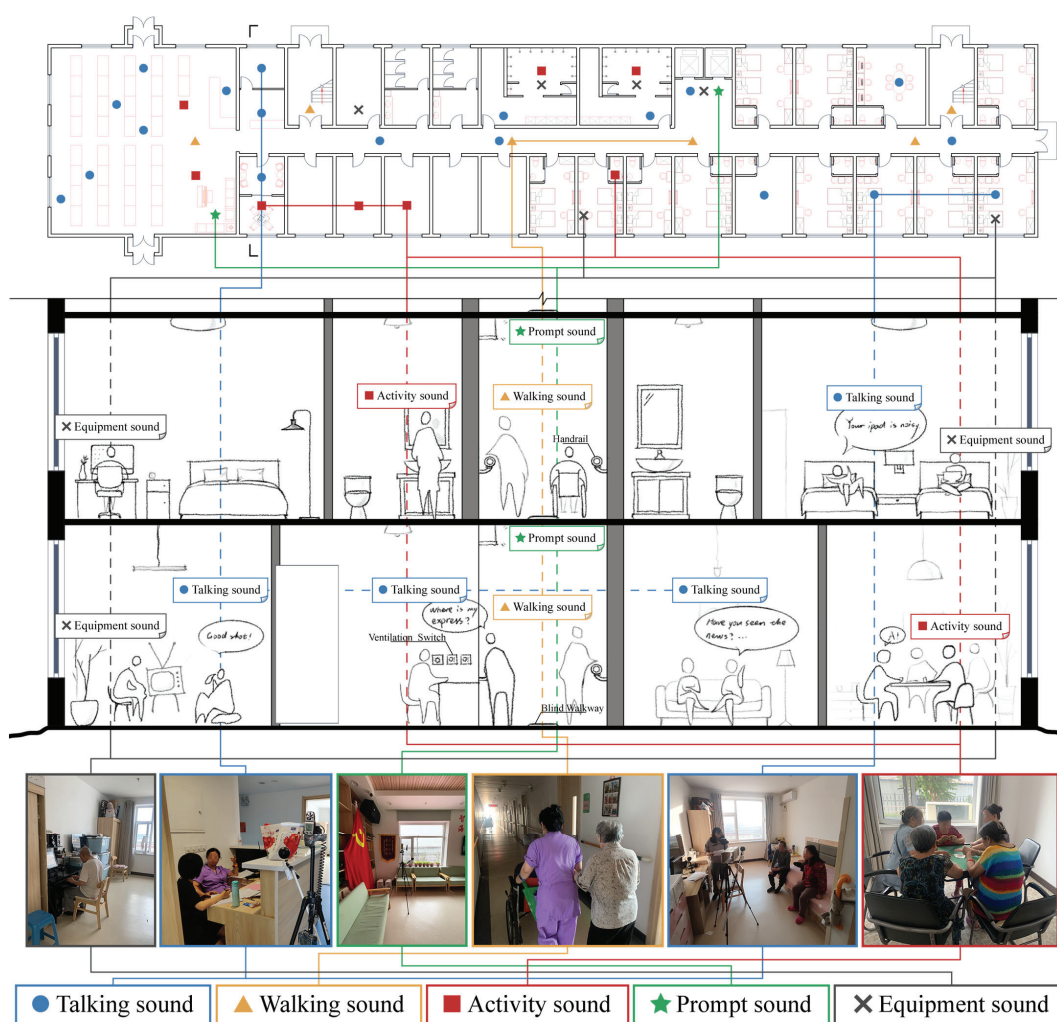 Prompt sound
Activity sound
Walking sound
Talking sound
Your ipad is noisy
Handrail
Equipment sound
Equipment sound
Prompt sound
Talking sound
Talking sound
Talking sound
Walking sound
Equipment sound
Good shot!
where is my
express?
Have you seen the
news? ...
Activity sound
A!
Ventilation Switch
Blind Walkway
Talking sound
Walking sound
Activity sound
Prompt sound
Equipment sound